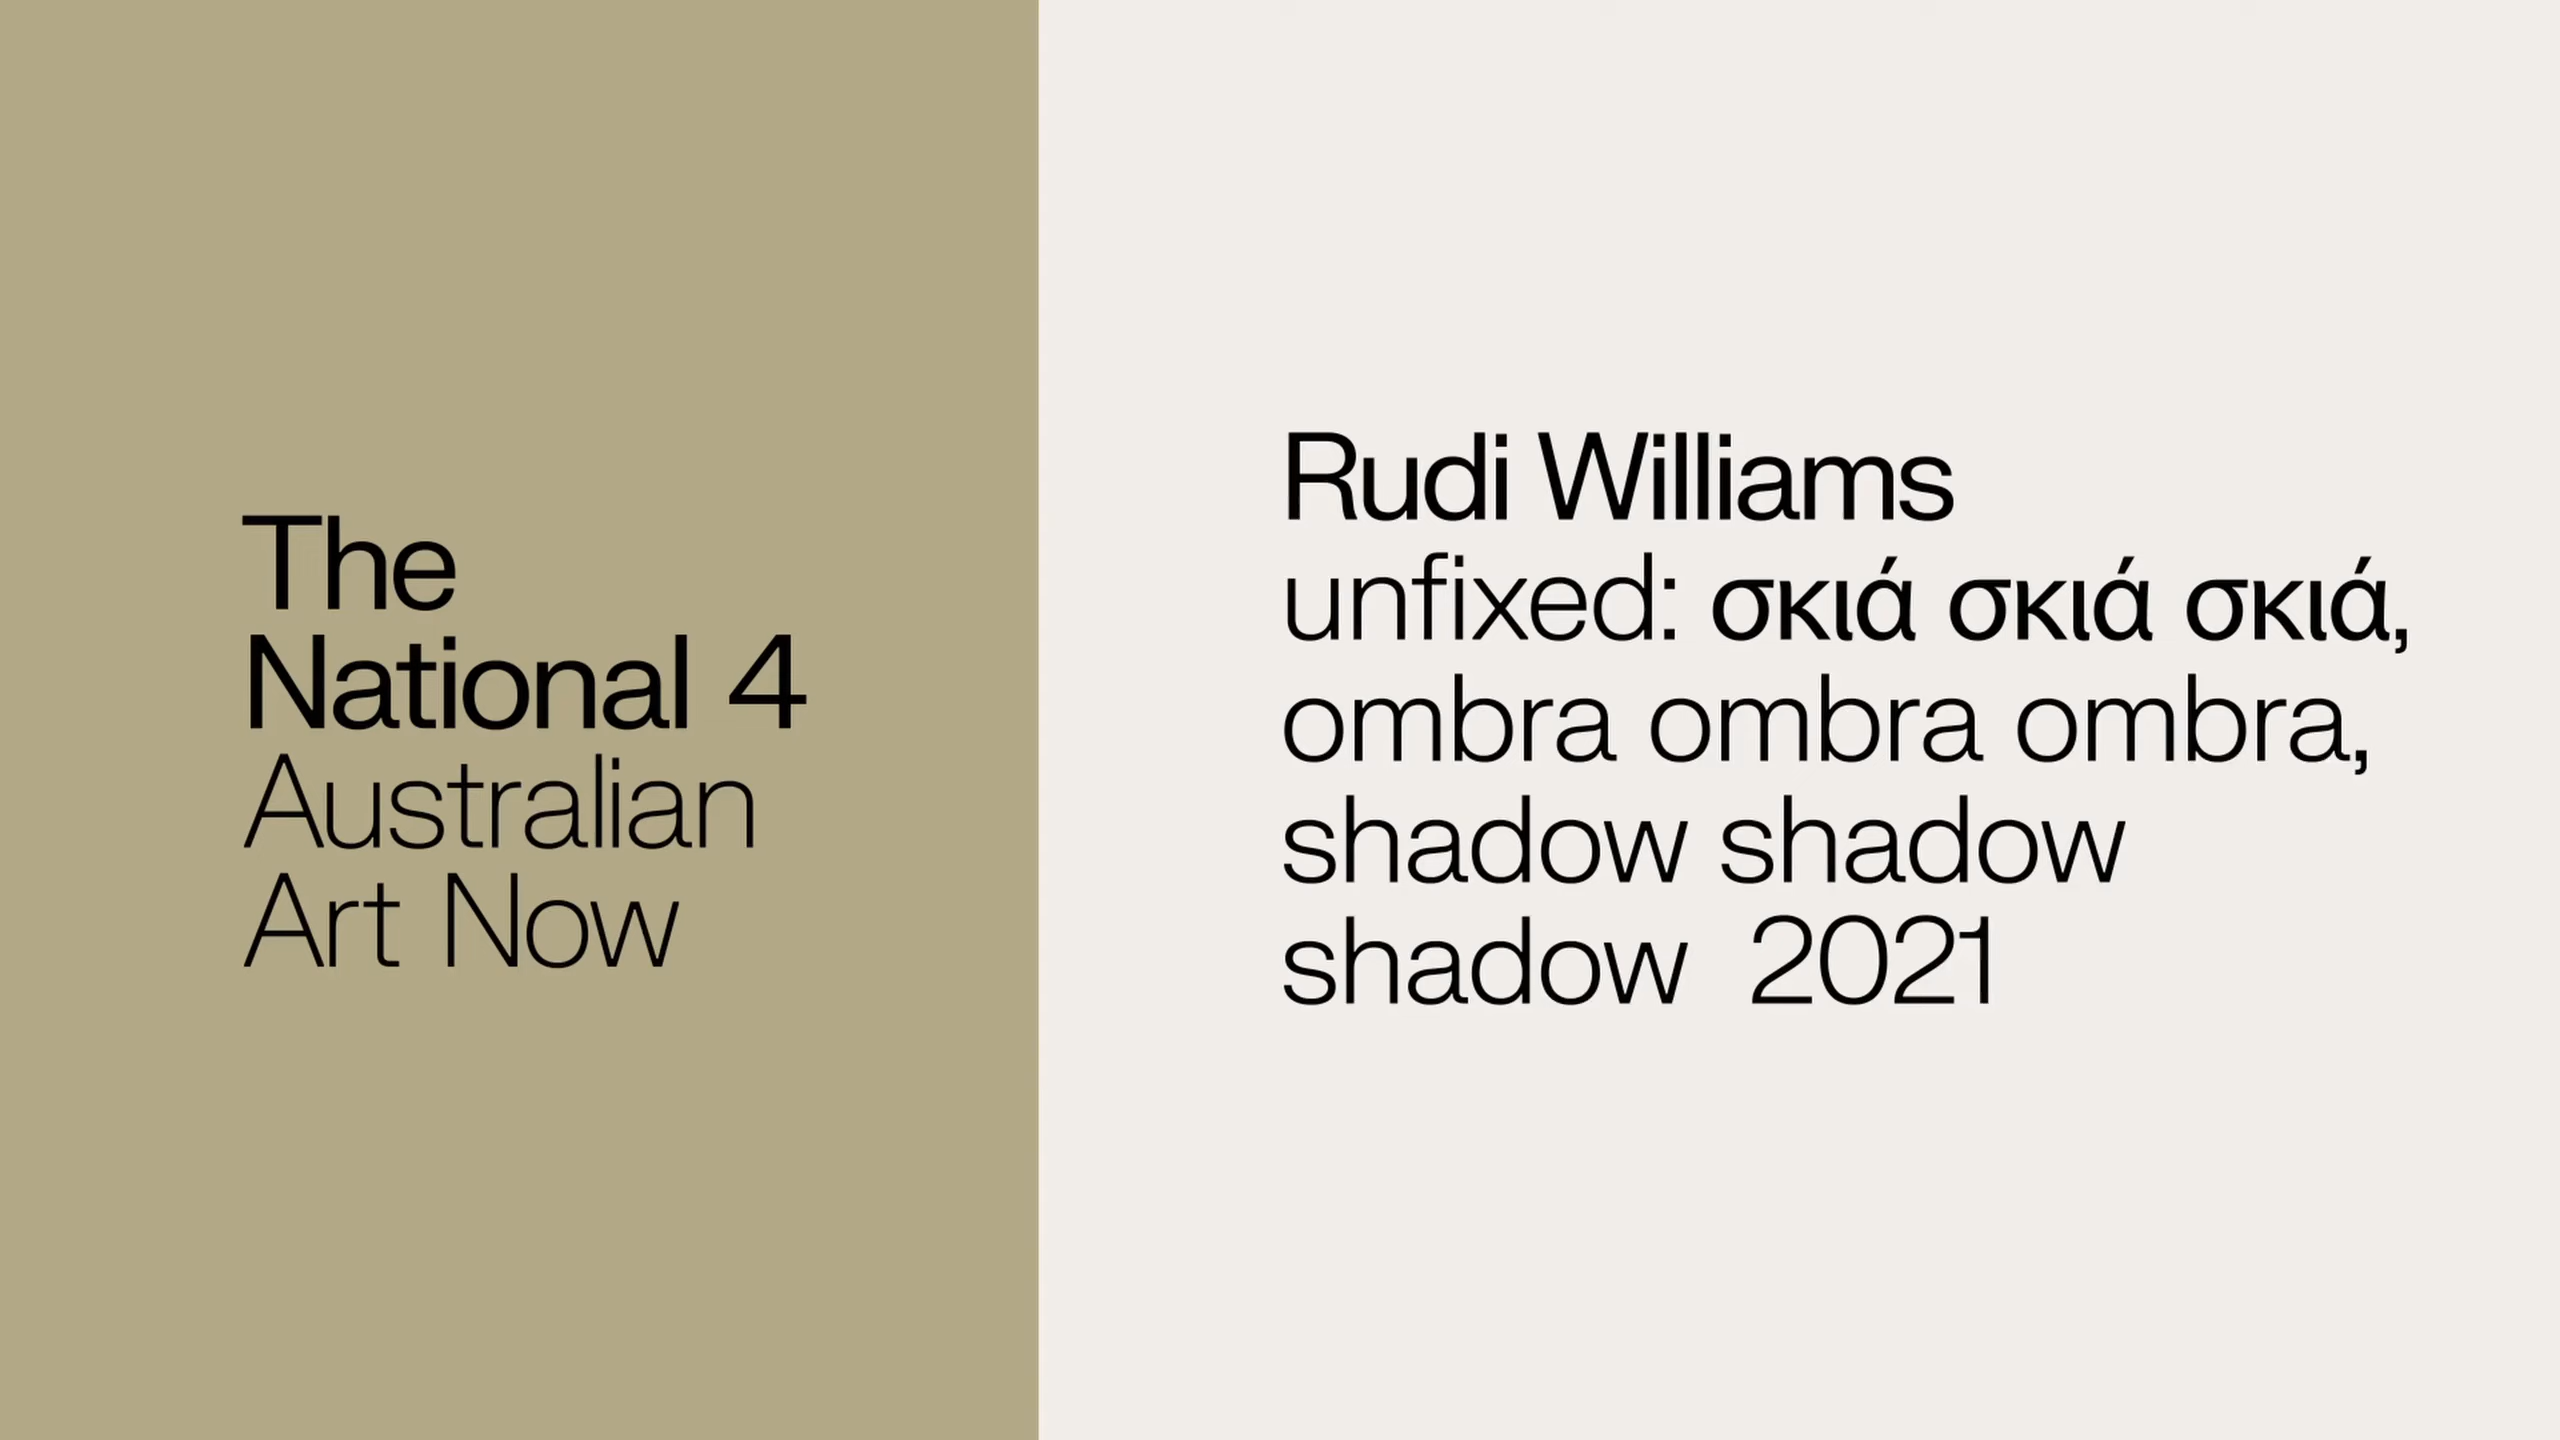 The
National 4
Australian
Art Now
Rudi Williams
unfixed: σκιά σκιά σκιά,
ombra ombra ombra,
shadow shadow
shadow  2021